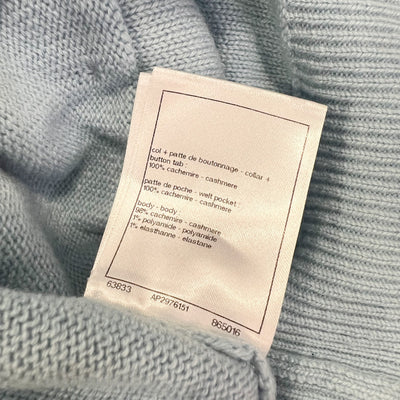 col + patte de boutonnage - collar +
button tab :
100% cachemire - cashmere
patte de poche - welt pocket :
100% cachemire - cashmere
body - body :
98% cachemire - cashmere
1% polyamide - polyamide
1% élasthanne - elastane
63833 AP2976151 865016